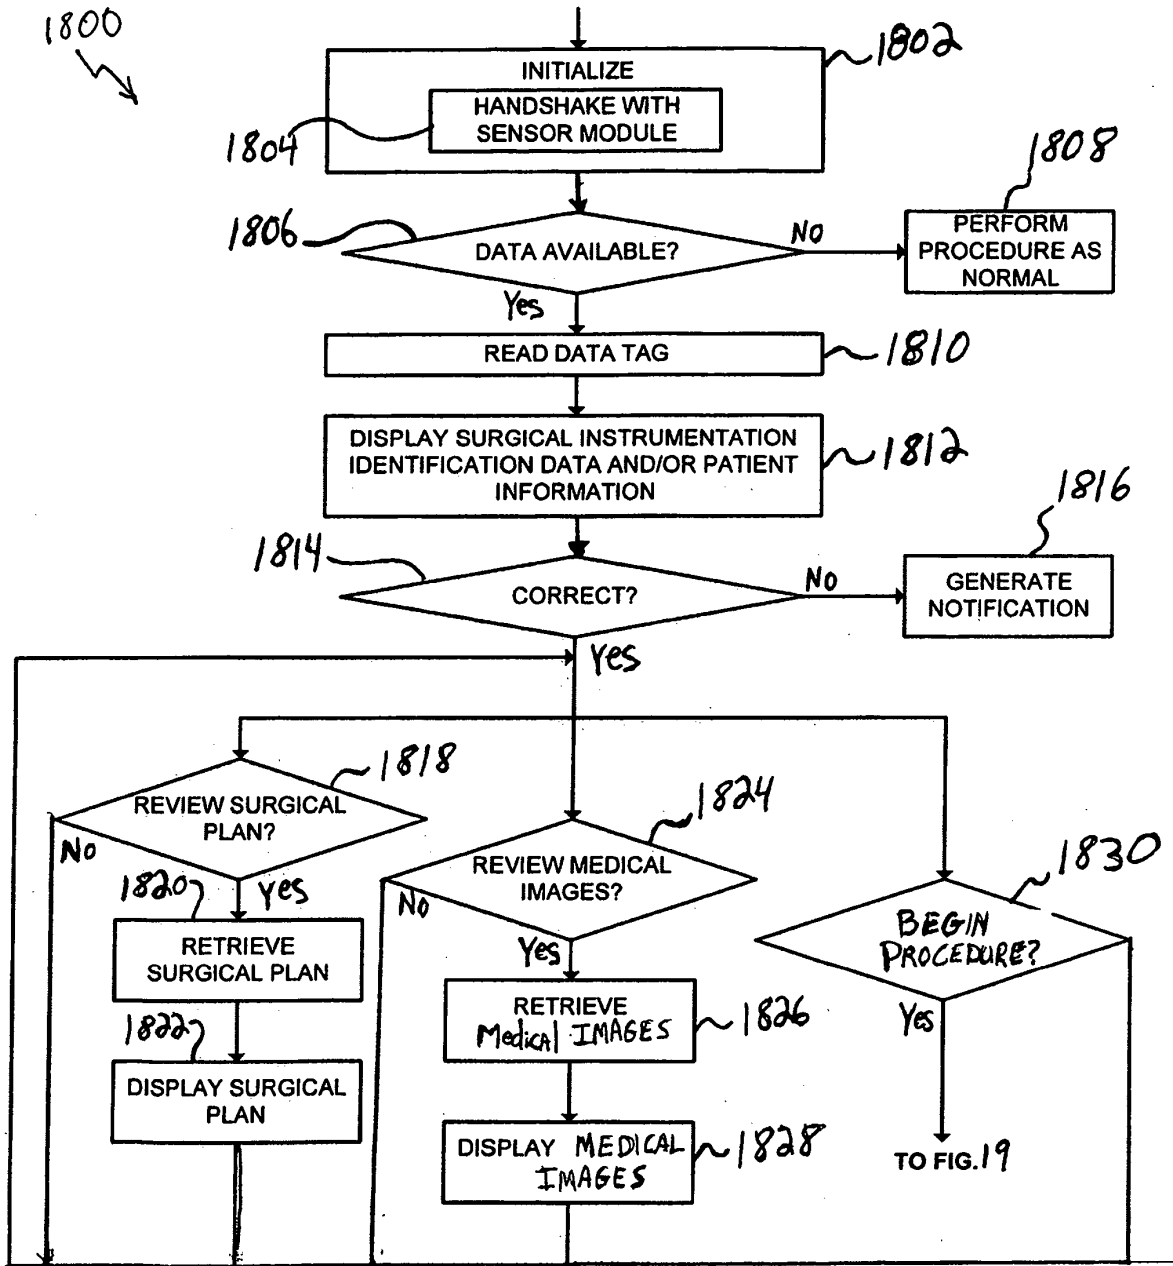 1800
1802
INITIALIZE
HANDSHAKE WITH
SENSOR MODULE
1804
1806
DATA AVAILABLE?
NO
1808
PERFORM
PROCEDURE AS
NORMAL
Yes
READ DATA TAG
1810
DISPLAY SURGICAL INSTRUMENTATION
IDENTIFICATION DATA AND/OR PATIENT
INFORMATION
1812
1814
CORRECT?
NO
1816
GENERATE
NOTIFICATION
Yes
1818
REVIEW SURGICAL
PLAN?
No
Yes
1820
RETRIEVE
SURGICAL PLAN
1822
DISPLAY SURGICAL
PLAN
1824
REVIEW MEDICAL
IMAGES?
No
Yes
RETRIEVE
MedicAl IMAGES
1826
DISPLAY MEDICAL
IMAGES
1828
1830
BEGIN
PROCEDURE?
Yes
TO FIG.19